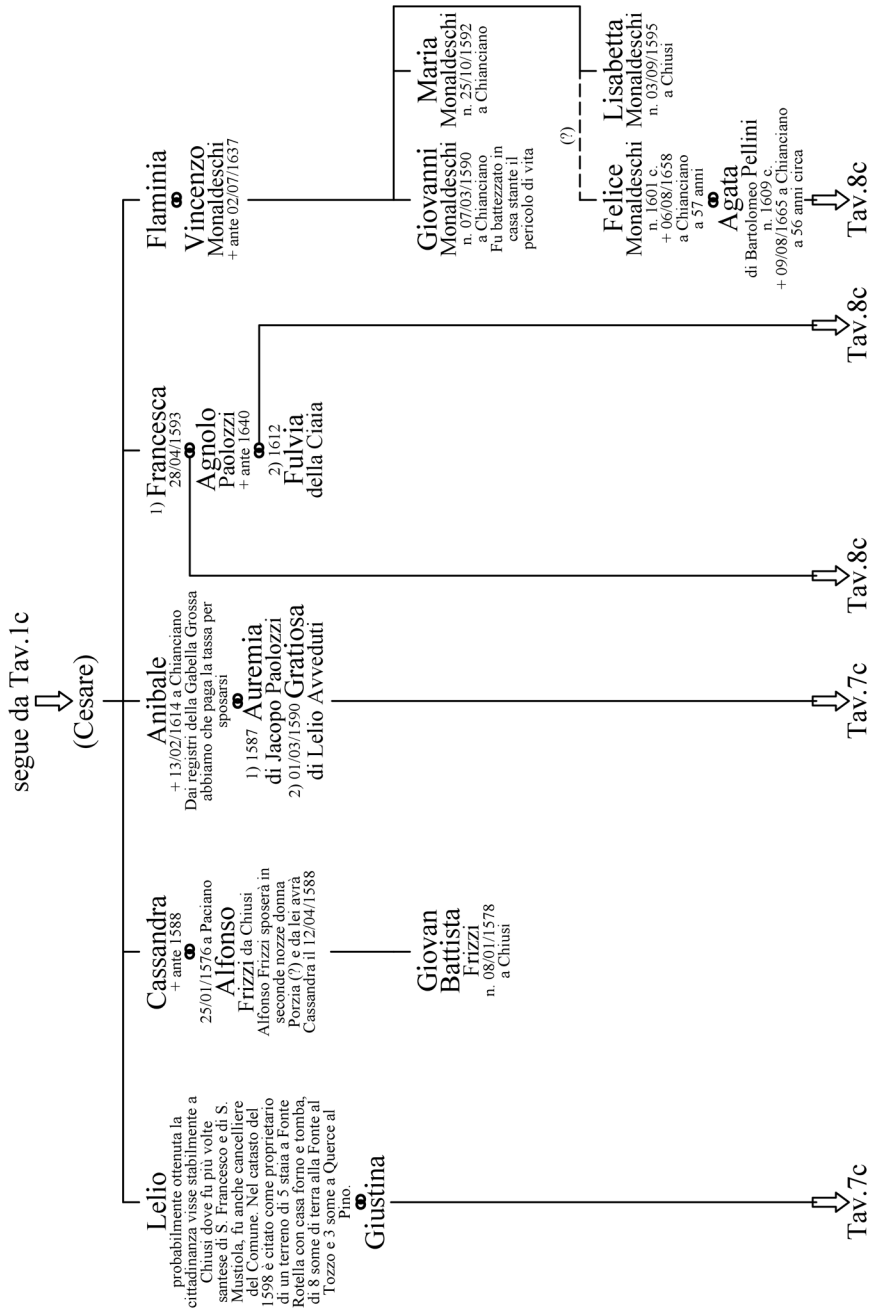 segue da Tav.1c
(Cesare)
Lelio
probabilmente ottenuta la
cittadinanza visse stabilmente a
Chiusi dove fu più volte
santese di S. Francesco e di S.
Mustiola, fu anche cancelliere
del Comune. Nel catasto del
1598 è citato come proprietario
di un terreno di 5 staia a Fonte
Rotella con casa forno e tomba,
di 8 some di terra alla Fonte al
Tozzo e 3 some a Querce al
Pino.
Giustina
Tav.7c
Cassandra
+ ante 1588
25/01/1576 a Paciano
Alfonso
Frizzi da Chiusi
Alfonso Frizzi sposerà in
seconde nozze donna
Porzia (?) e da lei avrà
Cassandra il 12/04/1588
Giovan
Battista
Frizzi
n. 08/01/1578
a Chiusi
Anibale
+ 13/02/1614 a Chianciano
Dai registri della Gabella Grossa
abbiamo che paga la tassa per
sposarsi
1) 1587 Auremia
di Jacopo Paolozzi
2) 01/03/1590 Gratiosa
di Lelio Avveduti
Tav.7c
1) Francesca
28/04/1593
Agnolo
Paolozzi
+ ante 1640
2) 1612
Fulvia
della Ciaia
Tav.8c
Tav.8c
Flaminia
Vincenzo
Monaldeschi
+ ante 02/07/1637
Giovanni
Monaldeschi
n. 07/03/1590
a Chianciano
Fu battezzato in
casa stante il
pericolo di vita
Maria
Monaldeschi
n. 25/10/1592
a Chianciano
(?)
Felice
Monaldeschi
n. 1601 c.
+ 06/08/1658
a Chianciano
a 57 anni
Agata
di Bartolomeo Pellini
n. 1609 c.
+ 09/08/1665 a Chianciano
a 56 anni circa
Tav.8c
Lisabetta
Monaldeschi
n. 03/09/1595
a Chiusi